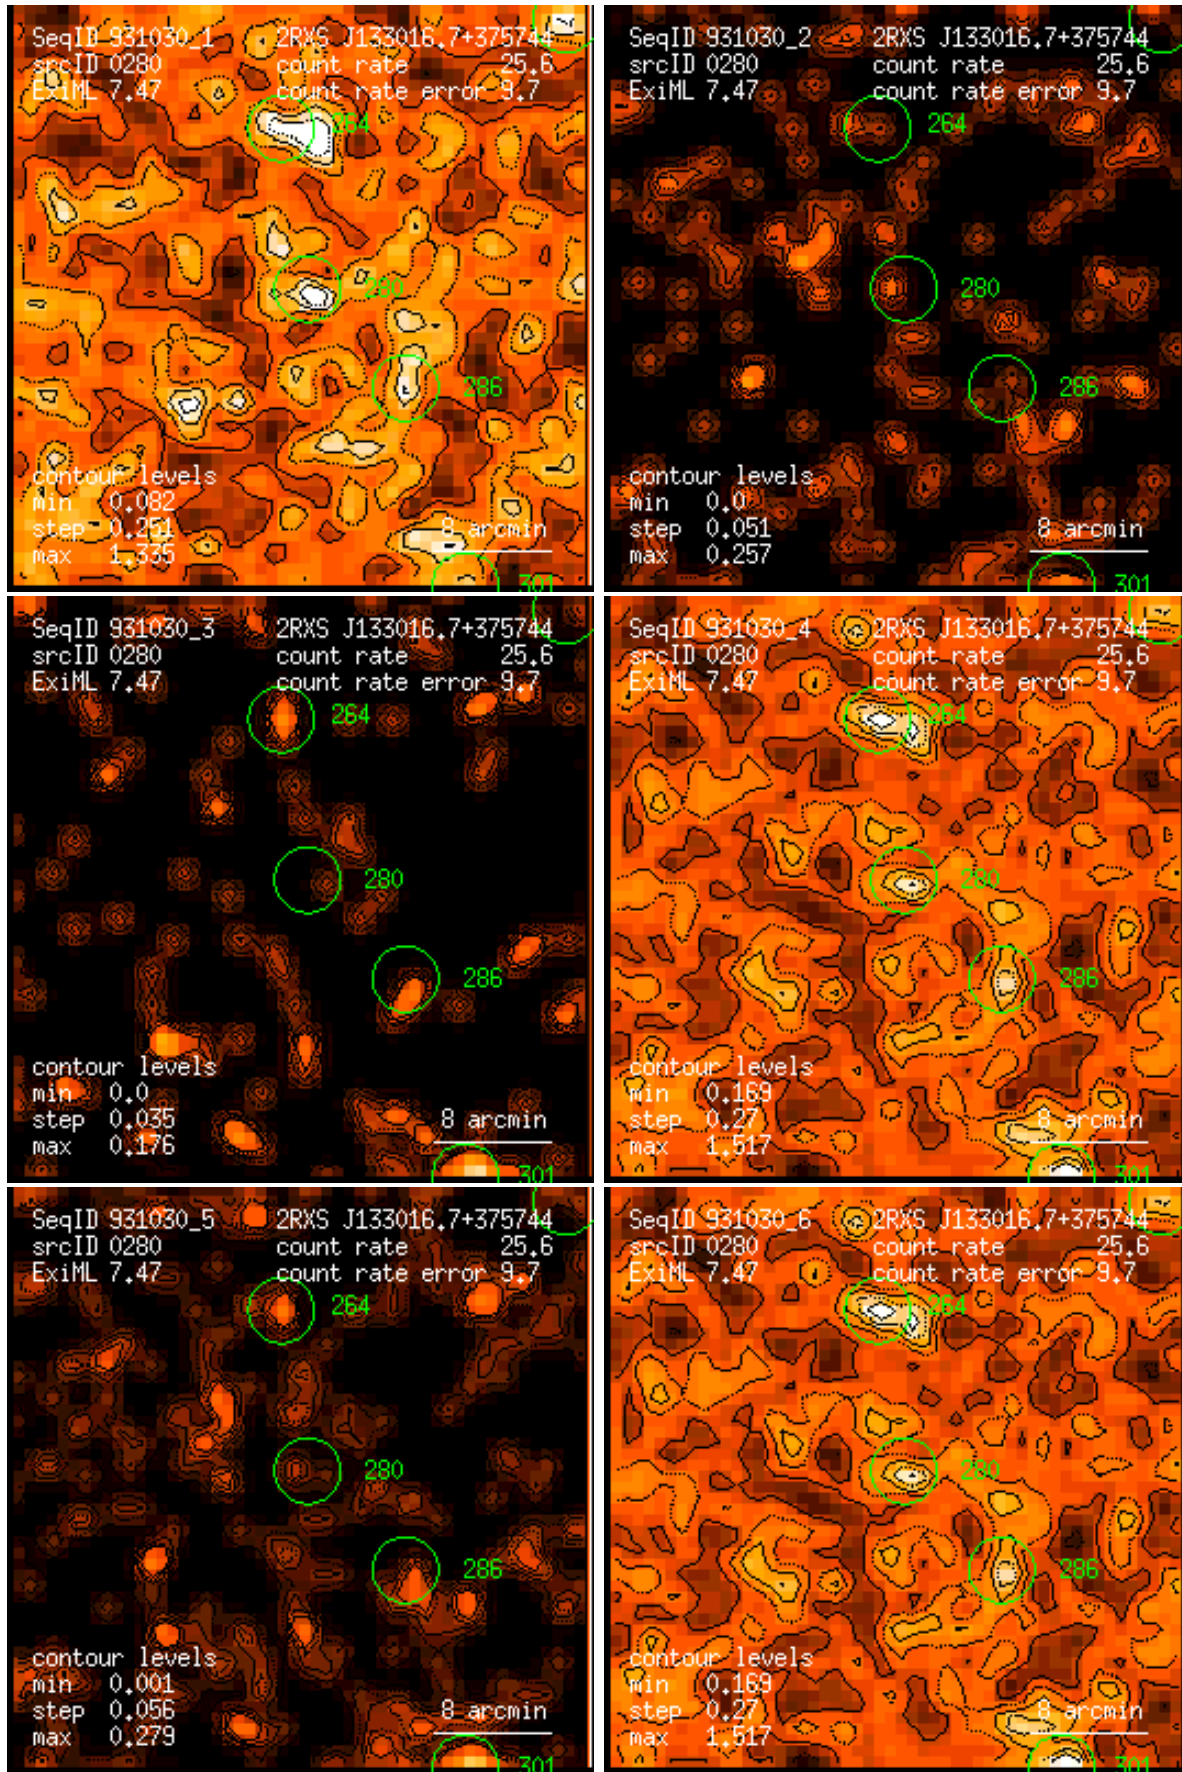 SeqID 931030_1 2RXS J133016.7+375744
srcID 0280 count rate 25.6
ExiML 7.47 count rate error 9.7
264
280
286
contour levels
min 0.082
step 0.251 8 arcmin
max 1.335
301
SeqID 931030_2 2RXS J133016.7+375744
srcID 0280 count rate 25.6
ExiML 7.47 count rate error 9.7
264
280
286
contour levels
min 0.0
step 0.051 8 arcmin
max 0.257
301
SeqID 931030_3 2RXS J133016.7+375744
srcID 0280 count rate 25.6
ExiML 7.47 count rate error 9.7
264
280
286
contour levels
min 0.0
step 0.035 8 arcmin
max 0.176
301
SeqID 931030_4 2RXS J133016.7+375744
srcID 0280 count rate 25.6
ExiML 7.47 count rate error 9.7
264
280
286
contour levels
min 0.169
step 0.27 8 arcmin
max 1.517
301
SeqID 931030_5 2RXS J133016.7+375744
srcID 0280 count rate 25.6
ExiML 7.47 count rate error 9.7
264
280
286
contour levels
min 0.001
step 0.056 8 arcmin
max 0.279
301
SeqID 931030_6 2RXS J133016.7+375744
srcID 0280 count rate 25.6
ExiML 7.47 count rate error 9.7
264
280
286
contour levels
min 0.169
step 0.27 8 arcmin
max 1.517
301